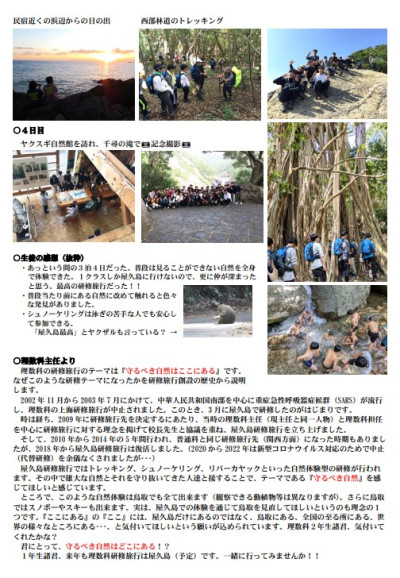 民宿近くの浜辺からの日の出　　　西部林道のトレッキング
〇４日目
ヤクスギ自然館を訪れ、千尋の滝で📷記念撮影📷
〇生徒の感想（抜粋）
・あっという間の３泊４日だった。普段は見ることができない自然を全身
で体験できた。１クラスしか屋久島に行けないので、更に仲が深まった
と思う。最高の研修旅行だった！！
・普段当たり前にある自然に改めて触れると色々
な発見がありました。
・シュノーケリングは泳ぎの苦手な人でも安心し
て参加できる。
「屋久島最高」とヤクザルも言っている？ →
〇理数科主任より
理数科の研修旅行のテーマは『守るべき自然はここにある』です。
なぜこのような研修テーマになったかを研修旅行創設の歴史から説明
します。
2002 年 11 月から 2003 年 7 月にかけて、中華人民共和国南部を中心に重症急性呼吸器症候群（SARS）が流行
し、理数科の上海研修旅行が中止されました。このとき、３月に屋久島で研修したのがはじまりです。
時は経ち、2009 年に研修旅行先を決定するにあたり、当時の理数科主任（現主任と同一人物）と理数科担任
を中心に研修旅行に対する理念を掲げて校長先生と協議を重ね、屋久島研修旅行を立ち上げました。
そして、2010 年から 2014 年の５年間行われ、普通科と同じ研修旅行先（関西方面）になった時期もありまし
たが、2018 年から屋久島研修旅行は復活しました。（2020 から 2022 年は新型コロナウイルス対応のためで中止
（代替研修）を余儀なくされましたが…）
屋久島研修旅行ではトレッキング、シュノーケリング、リバーカヤックといった自然体験型の研修が行われま
す。その中で雄大な自然とそれを守り抜いてきた人達と接することで、テーマである『守るべき自然』を感
じてほしいと感じています。
ところで、このような自然体験は鳥取でも全て出来ます（観察できる動植物等は異なりますが）。さらに鳥取
ではスノボーやスキーも出来ます。実は、屋久島での体験を通じて鳥取を見直してほしいというのも理念の１
つです。『ここにある』の『ここ』には、屋久島だけにあるのではなく、鳥取にある、全国の至る所にある、世
界の様々なところにある…、と気付いてほしいという願いが込められています。理数科２年生諸君、気付いて
くれたかな？
君にとって、守るべき自然はどこにある！？
１年生諸君、来年も理数科研修旅行は屋久島（予定）です。一緒に行ってみませんか！！